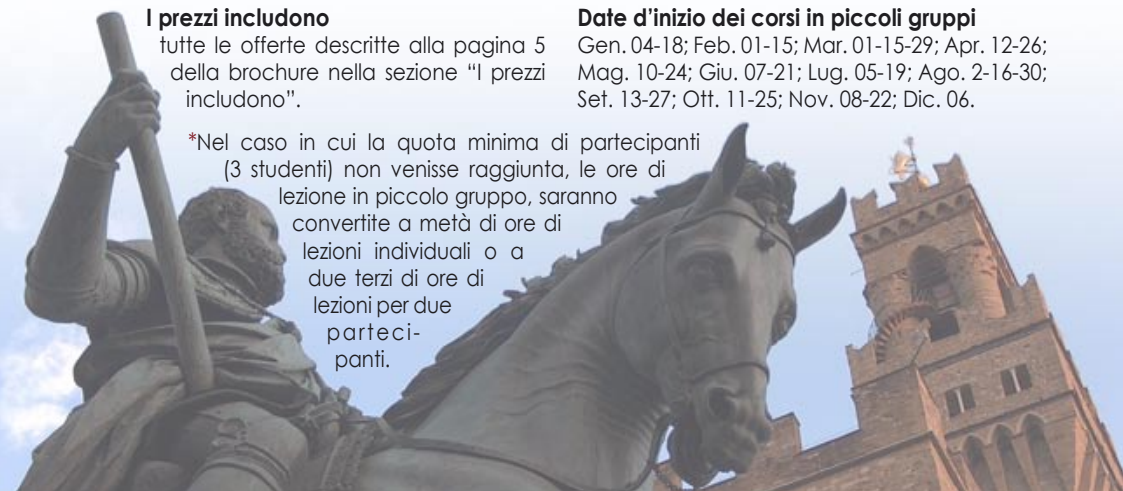 I prezzi includono
tutte le offerte descritte alla pagina 5
della brochure nella sezione “I prezzi
includono”.
*Nel caso in cui la quota minima di partecipanti
(3 studenti) non venisse raggiunta, le ore di
lezione in piccolo gruppo, saranno
convertite a metà di ore di
lezioni individuali o a
due terzi di ore di
lezioni per due
parteci-
panti.
Date d’inizio dei corsi in piccoli gruppi
Gen. 04-18; Feb. 01-15; Mar. 01-15-29; Apr. 12-26;
Mag. 10-24; Giu. 07-21; Lug. 05-19; Ago. 2-16-30;
Set. 13-27; Ott. 11-25; Nov. 08-22; Dic. 06.